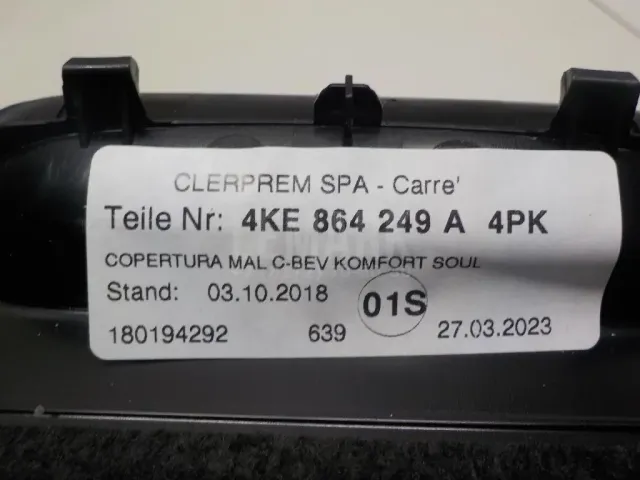 CLERPREM SPA - Carre'
Teile Nr: 4KE 864 249 A 4PK
COPERTURA MAL C-BEV KOMFORT SOUL
Stand: 03.10.2018 01S
180194292 639 27.03.2023